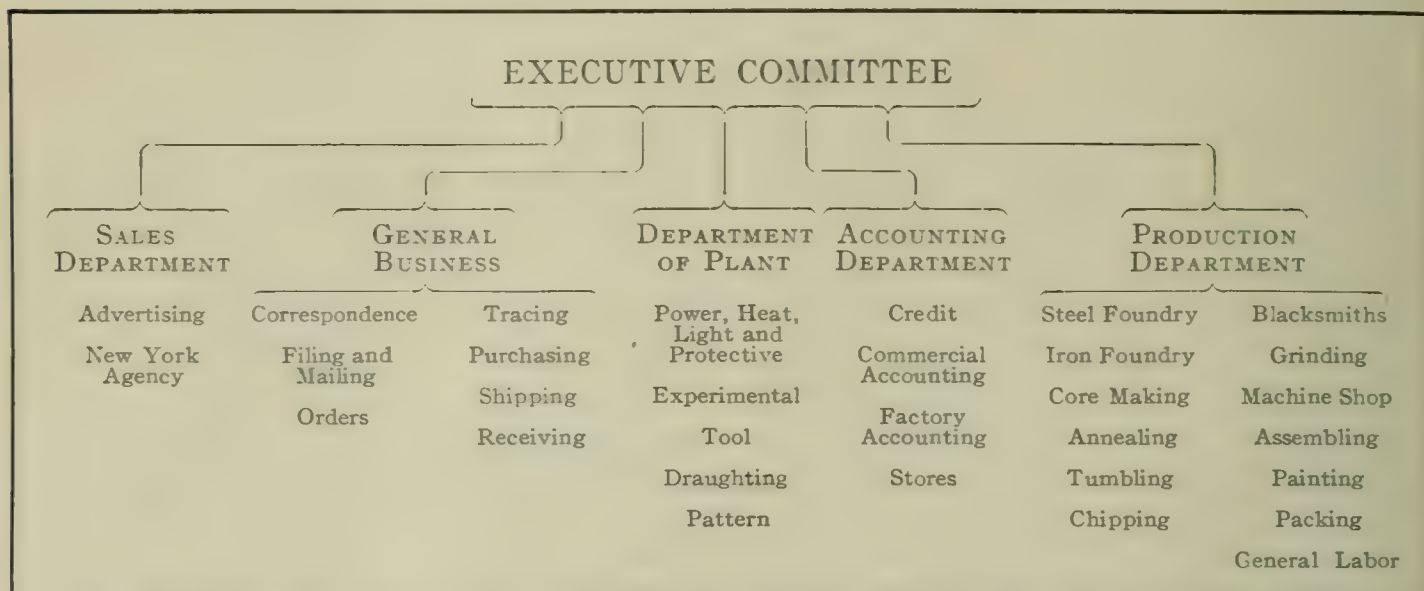 EXECUTIVE COMMITTEE
SALES
DEPARTMENT
Advertising
New York
Agency
GENERAL
BUSINESS
Correspondence
Filing and
Mailing
Orders
Tracing
Purchasing
Shipping
Receiving
DEPARTMENT
OF PLANT
Power, Heat,
Light and
Protective
Experimental
Tool
Draughting
Pattern
ACCOUNTING
DEPARTMENT
Credit
Commercial
Accounting
Factory
Accounting
Stores
PRODUCTION
DEPARTMENT
Steel Foundry
Iron Foundry
Core Making
Annealing
Tumbling
Chipping
Blacksmiths
Grinding
Machine Shop
Assembling
Painting
Packing
General Labor